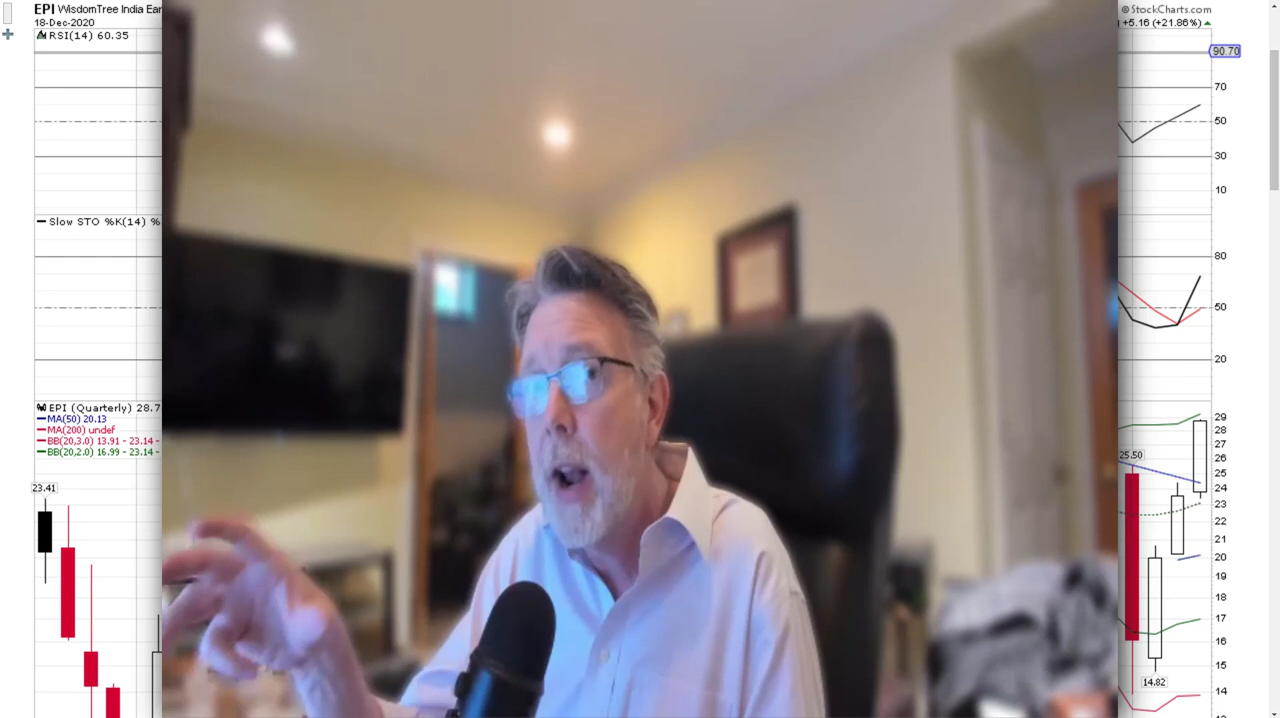 EPI WisdomTree India Ear
18-Dec-2020
RSI(14) 60.35
Slow STO %K(14) %
EPI (Quarterly) 28.7
MA(50) 20.13
MA(200) undef
BB(20,3.0) 13.91 - 23.14 -
BB(20,2.0) 16.99 - 23.14 -
23.41
@StockCharts.com
+5.16 (+21.86%)
90.70
70
50
30
10
80
50
20
29
28
27
26
25.50
25
24
23
22
21
20
19
18
17
16
15
14.82
14